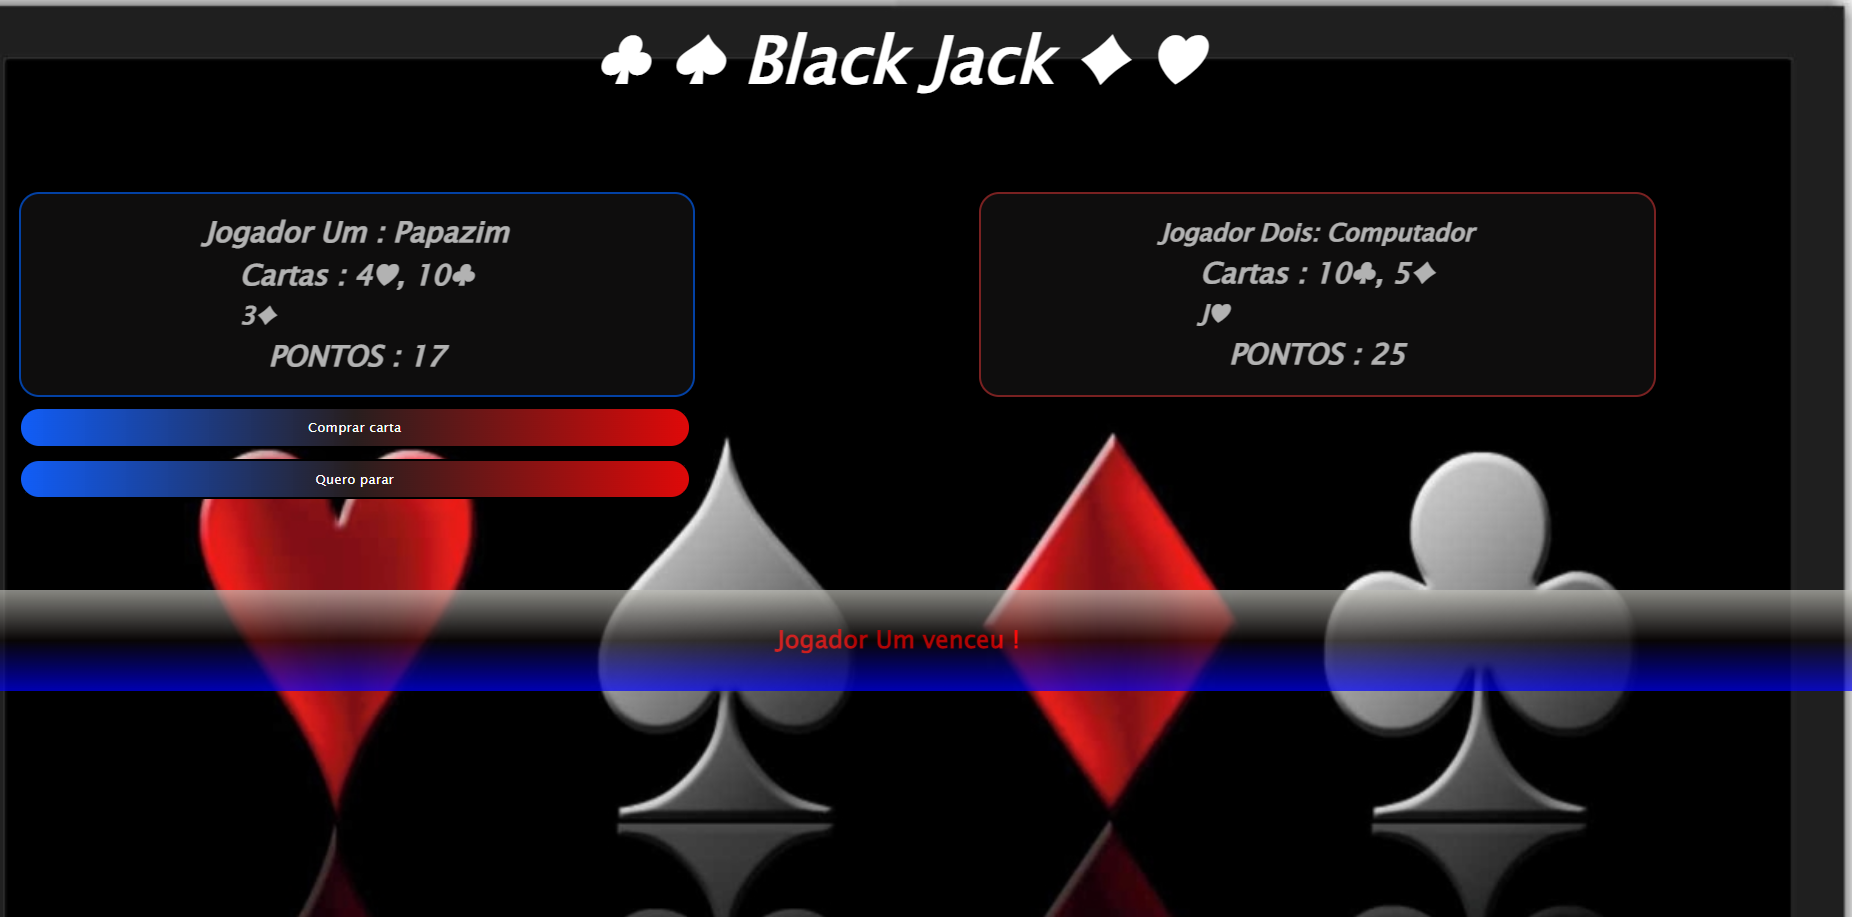 ♣ ♠ Black Jack ♦ ♥
Jogador Um : Papazim
Cartas : 4♥, 10♣
3♦
PONTOS : 17
Comprar carta
Quero parar
Jogador Dois: Computador
Cartas : 10♣, 5♦
J♥
PONTOS : 25
Jogador Um venceu !